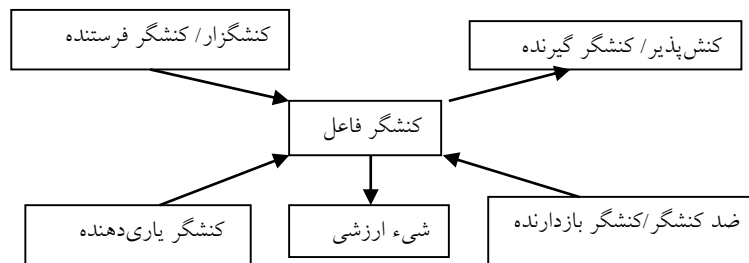 کنشگزار/ کنشگر فرستنده
کنش‌پذیر/ کنشگر گیرنده
کنشگر فاعل
ضد کنشگر/کنشگر بازدارنده
شیء ارزشی
کنشگر یاری‌دهنده